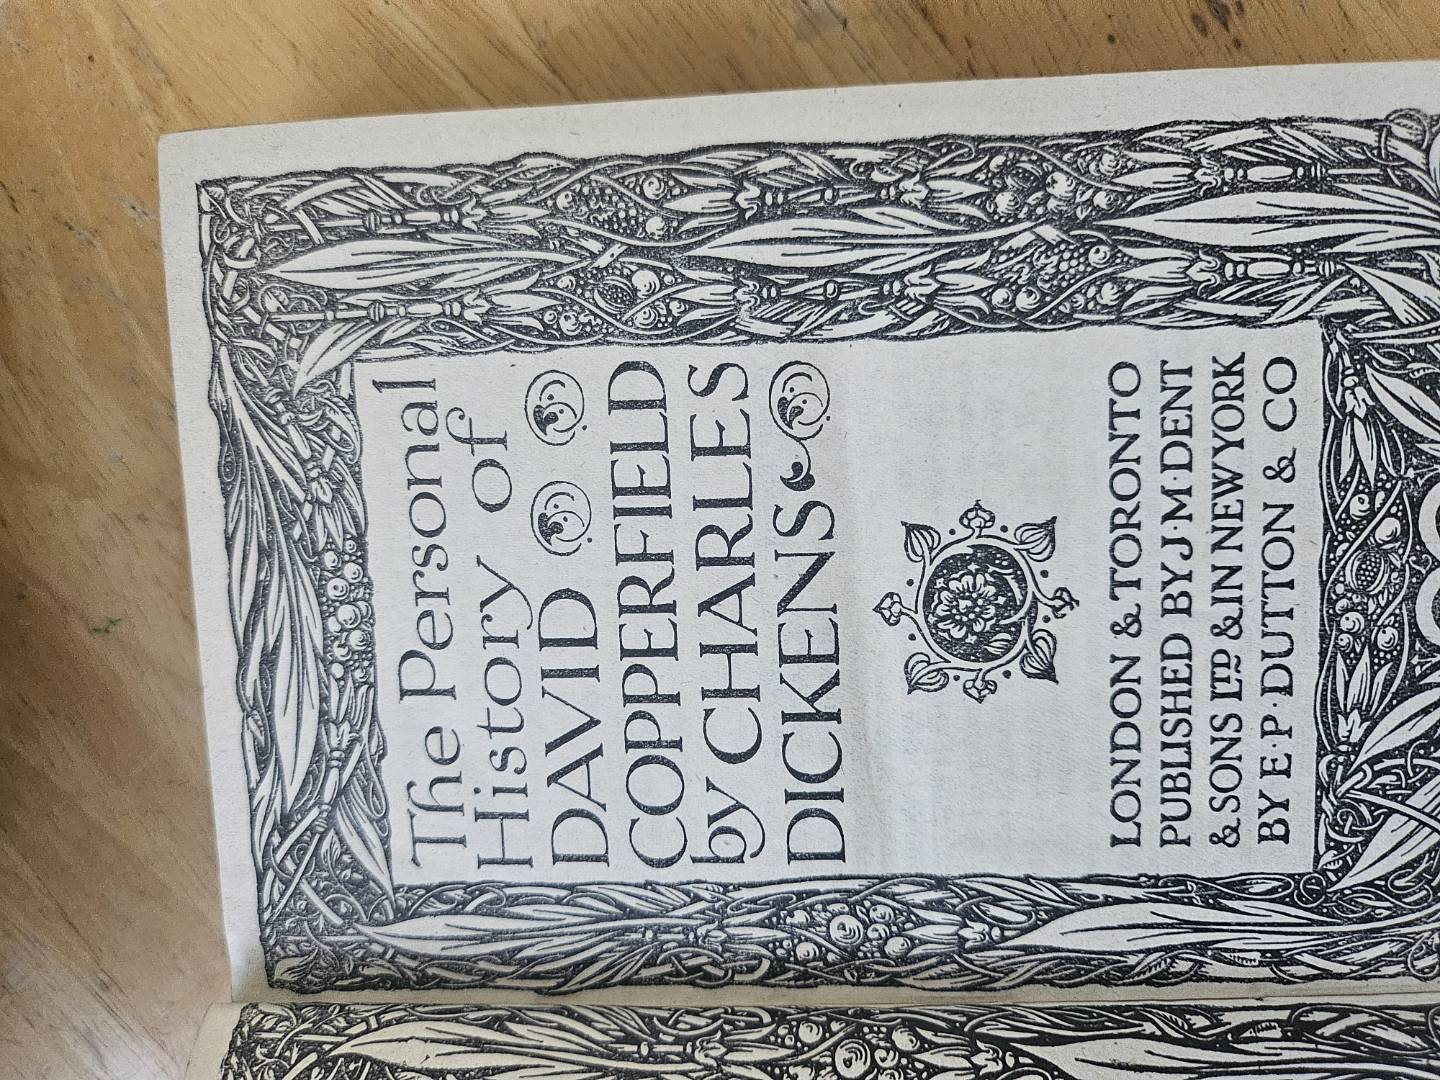 The Personal
History of
DAVID
COPPERFIELD
by CHARLES
DICKENS
LONDON & TORONTO
PUBLISHED BY J·M·DENT
& SONS LTD & IN NEW YORK
BY E·P·DUTTON & CO